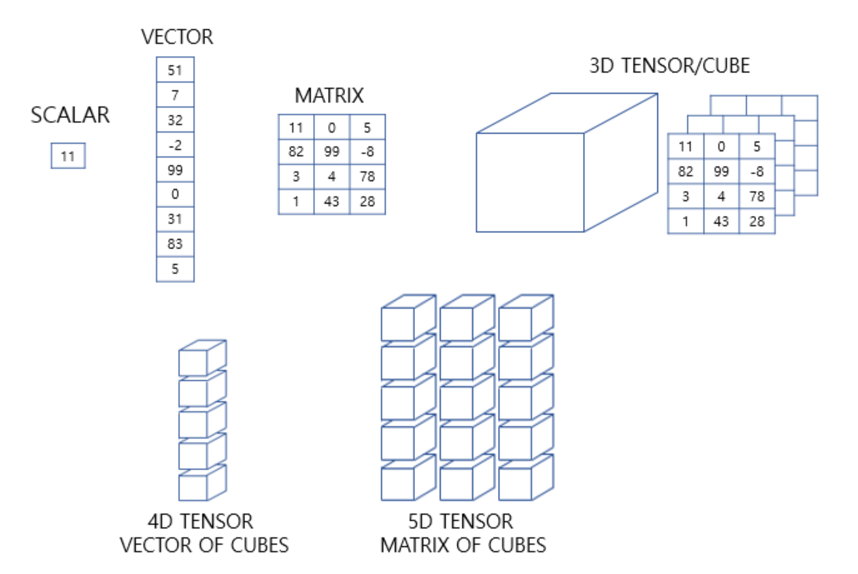 SCALAR
11
VECTOR
51
7
32
-2
99
0
31
83
5
MATRIX
11 0 5
82 99 -8
3 4 78
1 43 28
3D TENSOR/CUBE
11 0 5
82 99 -8
3 4 78
1 43 28
4D TENSOR
VECTOR OF CUBES
5D TENSOR
MATRIX OF CUBES